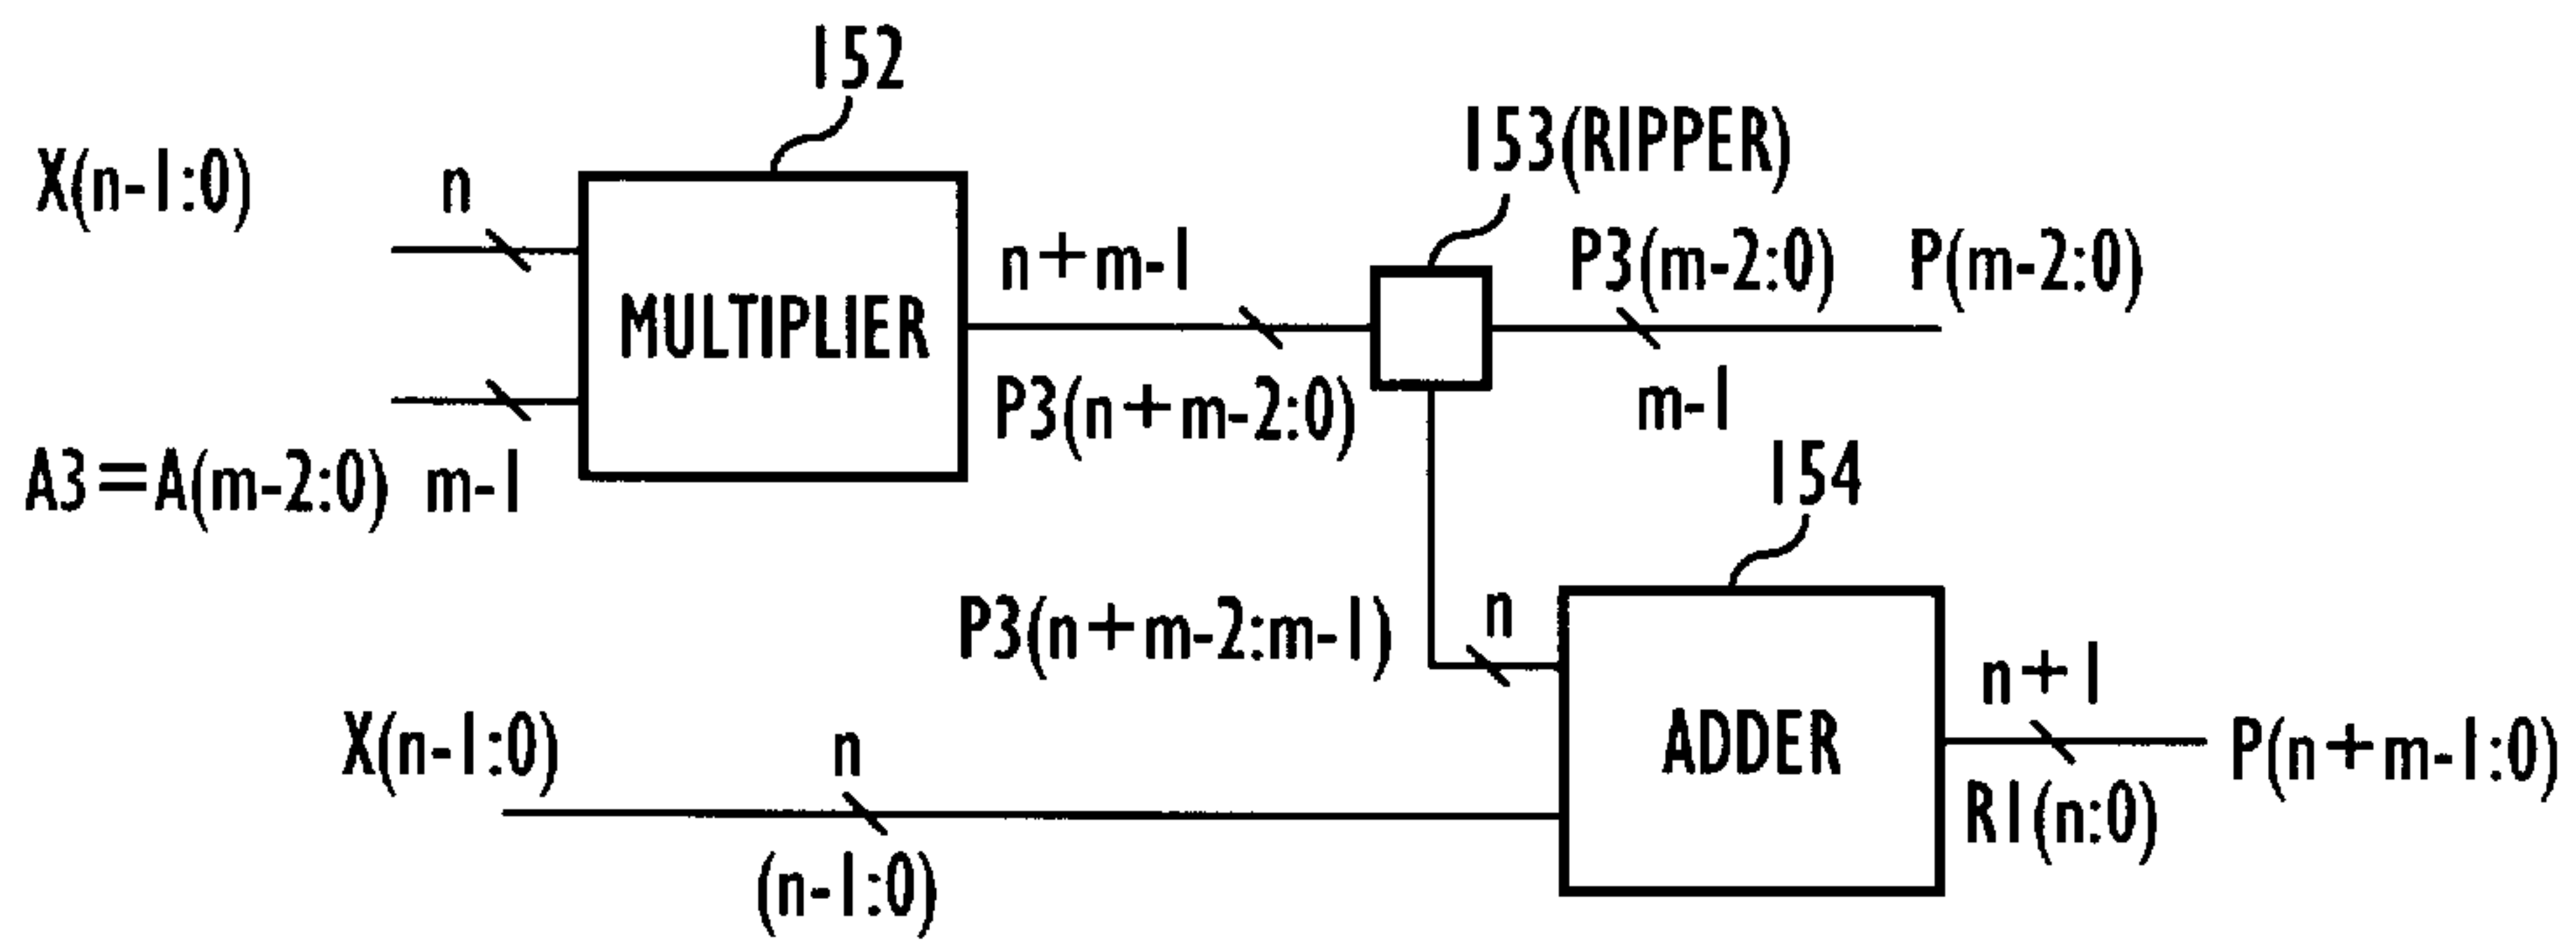 152
153(RIPPER)
X(n-1:0)
n
n+m-1
P3(m-2:0)
P(m-2:0)
MULTIPLIER
P3(n+m-2:0)
m-1
A3=A(m-2:0)
m-1
154
P3(n+m-2:m-1)
n
n+1
X(n-1:0)
n
ADDER
P(n+m-1:0)
R1(n:0)
(n-1:0)